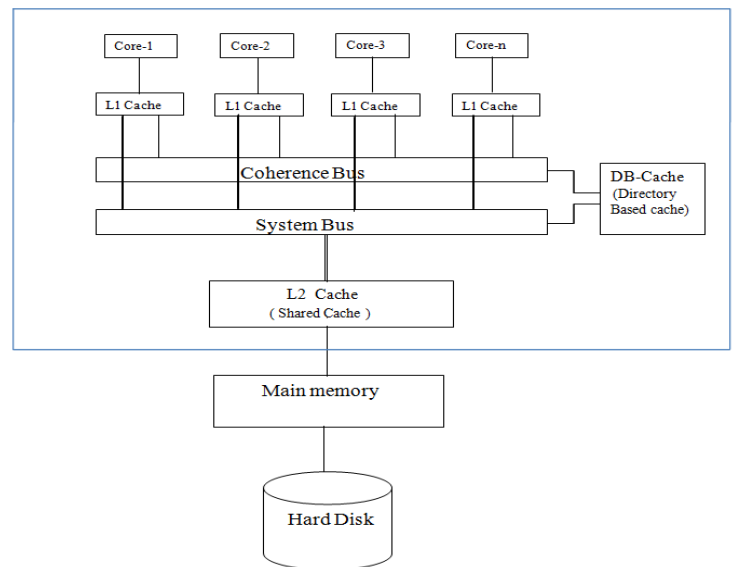 Core-1
Core-2
Core-3
Core-n
L1 Cache
L1 Cache
L1 Cache
L1 Cache
Coherence Bus
DB-Cache
(Directory
Based cache)
System Bus
L2 Cache
( Shared Cache )
Main memory
Hard Disk